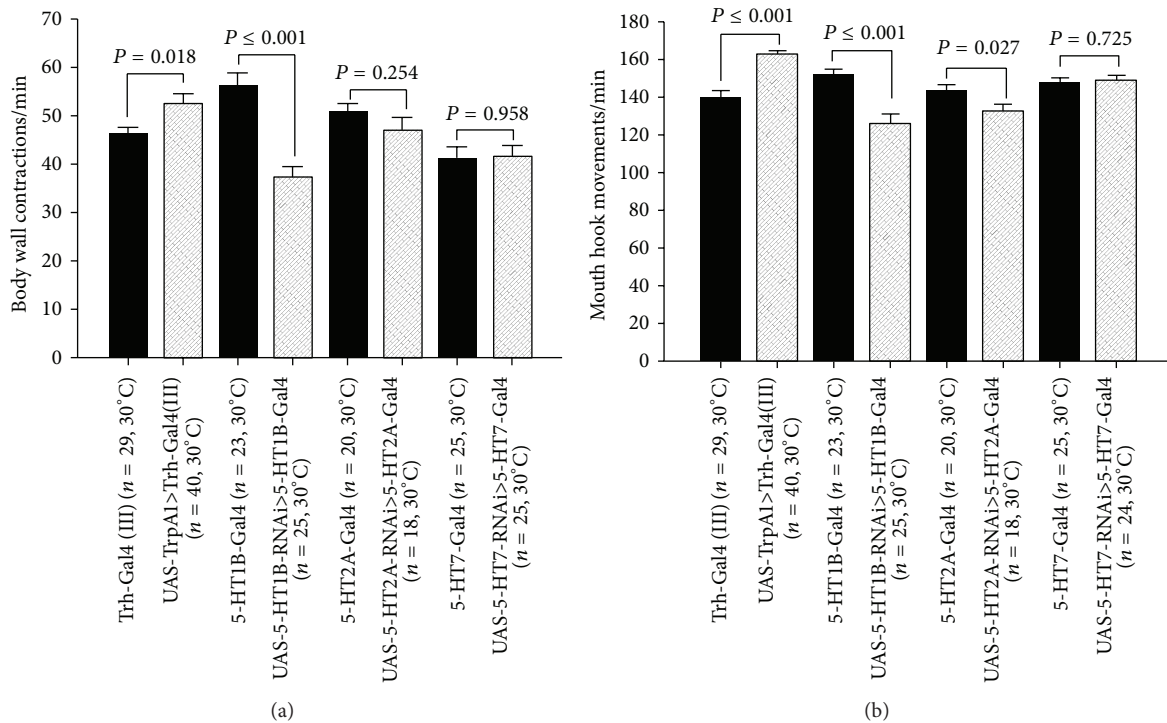 70
60
50
40
30
20
10
0
Body wall contractions/min
P = 0.018
P ≤ 0.001
P = 0.254
P = 0.958
Trh-Gal4 (III) (n = 29, 30°C)
UAS-TrpA1>Trh-Gal4(III)
(n = 40, 30°C)
5-HT1B-Gal4 (n = 23, 30°C)
UAS-5-HT1B-RNAi>5-HT1B-Gal4
(n = 25, 30°C)
5-HT2A-Gal4 (n = 20, 30°C)
UAS-5-HT2A-RNAi>5-HT2A-Gal4
(n = 18, 30°C)
5-HT7-Gal4 (n = 25, 30°C)
UAS-5-HT7-RNAi>5-HT7-Gal4
(n = 25, 30°C)
(a)
180
160
140
120
100
80
60
40
20
0
Mouth hook movements/min
P ≤ 0.001
P ≤ 0.001
P = 0.027
P = 0.725
Trh-Gal4 (III) (n = 29, 30°C)
UAS-TrpA1>Trh-Gal4(III)
(n = 40, 30°C)
5-HT1B-Gal4 (n = 23, 30°C)
UAS-5-HT1B-RNAi>5-HT1B-Gal4
(n = 25, 30°C)
5-HT2A-Gal4 (n = 20, 30°C)
UAS-5-HT2A-RNAi>5-HT2A-Gal4
(n = 18, 30°C)
5-HT7-Gal4 (n = 25, 30°C)
UAS-5-HT7-RNAi>5-HT7-Gal4
(n = 24, 30°C)
(b)